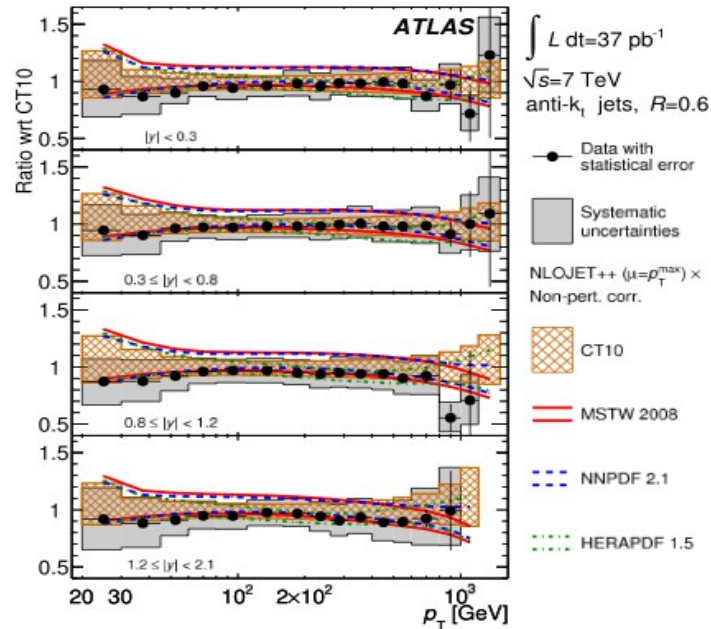 ATLAS
∫ L dt=37 pb⁻¹
√s=7 TeV
anti-kₜ jets, R=0.6
Ratio wrt CT10
1.5
1
0.5
|y| < 0.3
1.5
1
0.5
0.3 ≤ |y| < 0.8
1.5
1
0.5
0.8 ≤ |y| < 1.2
1.5
1
0.5
1.2 ≤ |y| < 2.1
20 30 10² 2×10² 10³
p_T [GeV]
Data with
statistical error
Systematic
uncertainties
NLOJET++ (μ=p_T^max) ×
Non-pert. corr.
CT10
MSTW 2008
NNPDF 2.1
HERAPDF 1.5